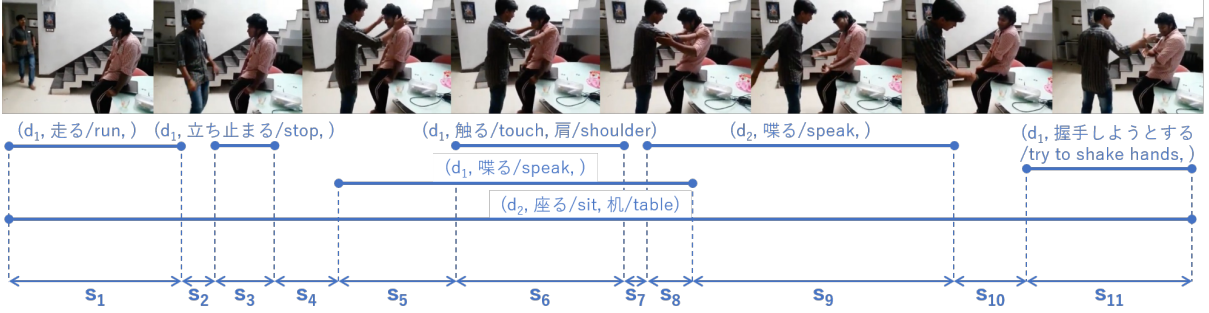 (d₁, 走る/run, ) (d₁, 立ち止まる/stop, )
(d₁, 触る/touch, 肩/shoulder)
(d₂, 喋る/speak, )
(d₁, 握手しようとする
/try to shake hands, )
(d₁, 喋る/speak, )
(d₂, 座る/sit, 机/table)
s₁ s₂ s₃ s₄ s₅ s₆ s₇ s₈ s₉ s₁₀ s₁₁